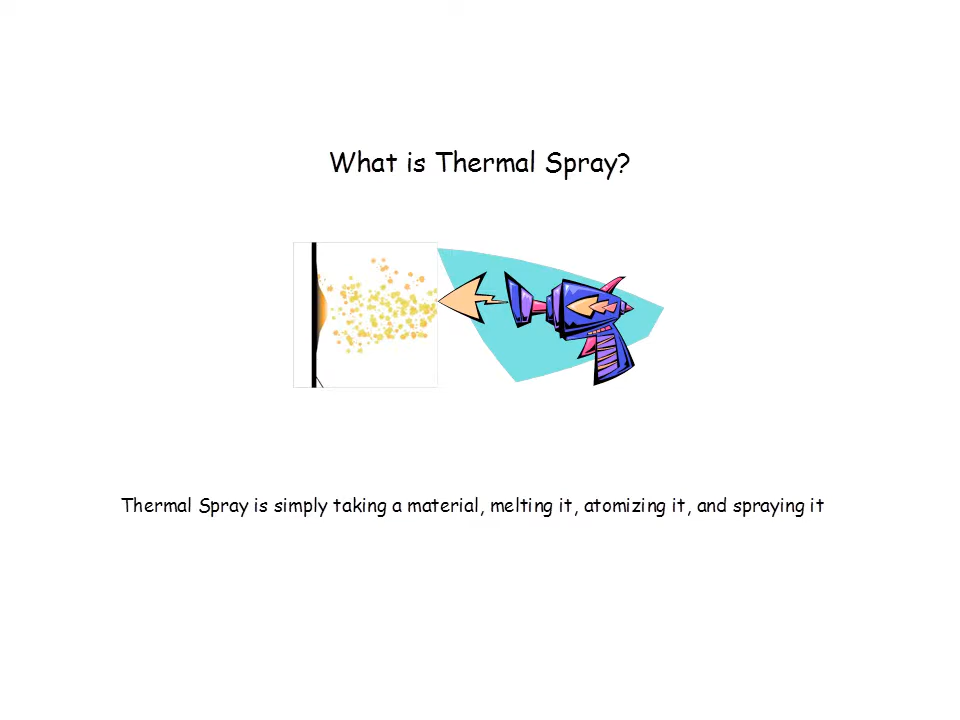 What is Thermal Spray?
Thermal Spray is simply taking a material, melting it, atomizing it, and spraying it